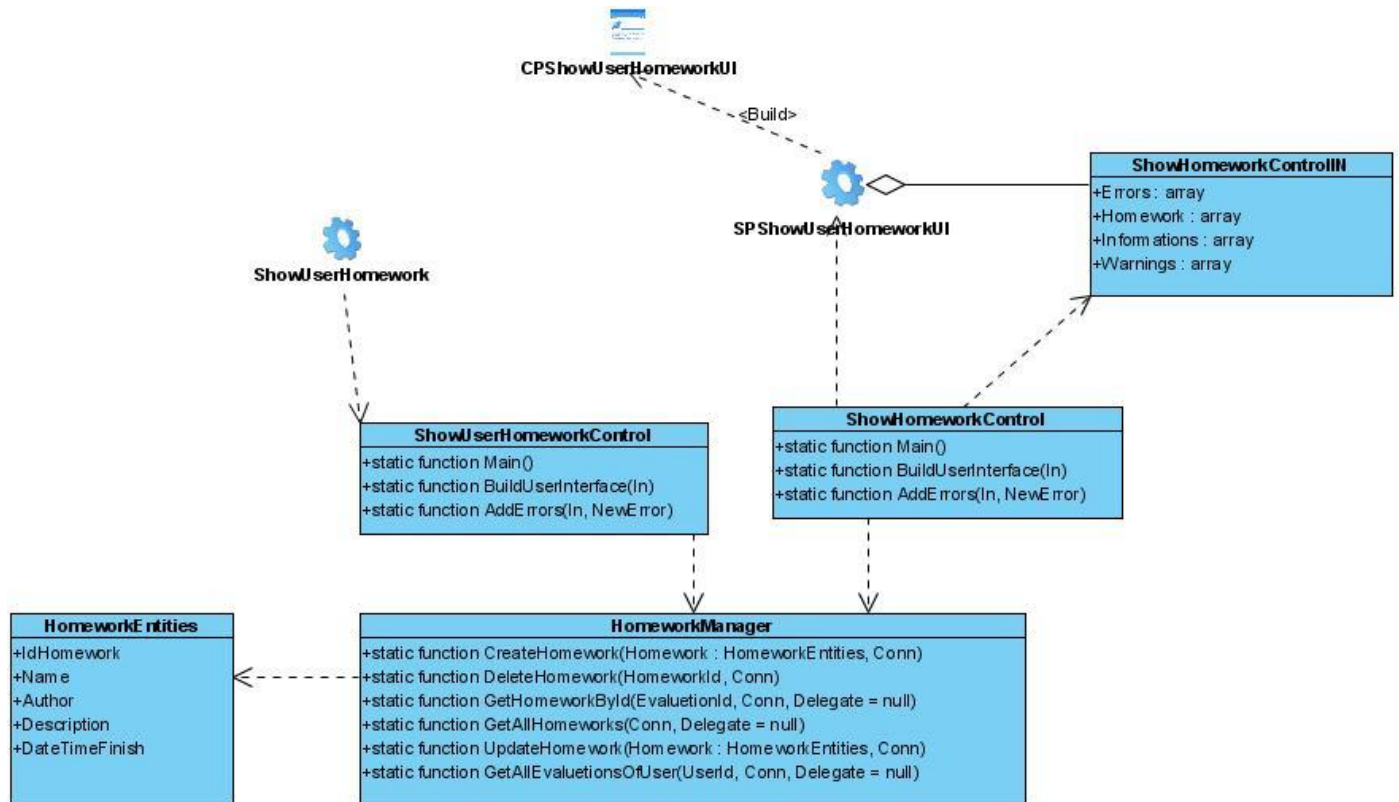 CPShowUserHomeworkUI
<Build>
SPShowUserHomeworkUI
ShowHomeworkControlIN
+Errors : array
+Homework : array
+Informations : array
+Warnings : array
ShowUserHomework
ShowUserHomeworkControl
+static function Main()
+static function BuildUserInterface(In)
+static function AddErrors(In, NewError)
ShowHomeworkControl
+static function Main()
+static function BuildUserInterface(In)
+static function AddErrors(In, NewError)
HomeworkEntities
+IdHomework
+Name
+Author
+Description
+DateTimeFinish
HomeworkManager
+static function CreateHomework(Homework : HomeworkEntities, Conn)
+static function DeleteHomework(HomeworkId, Conn)
+static function GetHomeworkById(EvaluetionId, Conn, Delegate = null)
+static function GetAllHomeworks(Conn, Delegate = null)
+static function UpdateHomework(Homework : HomeworkEntities, Conn)
+static function GetAllEvaluetionsOfUser(UserId, Conn, Delegate = null)